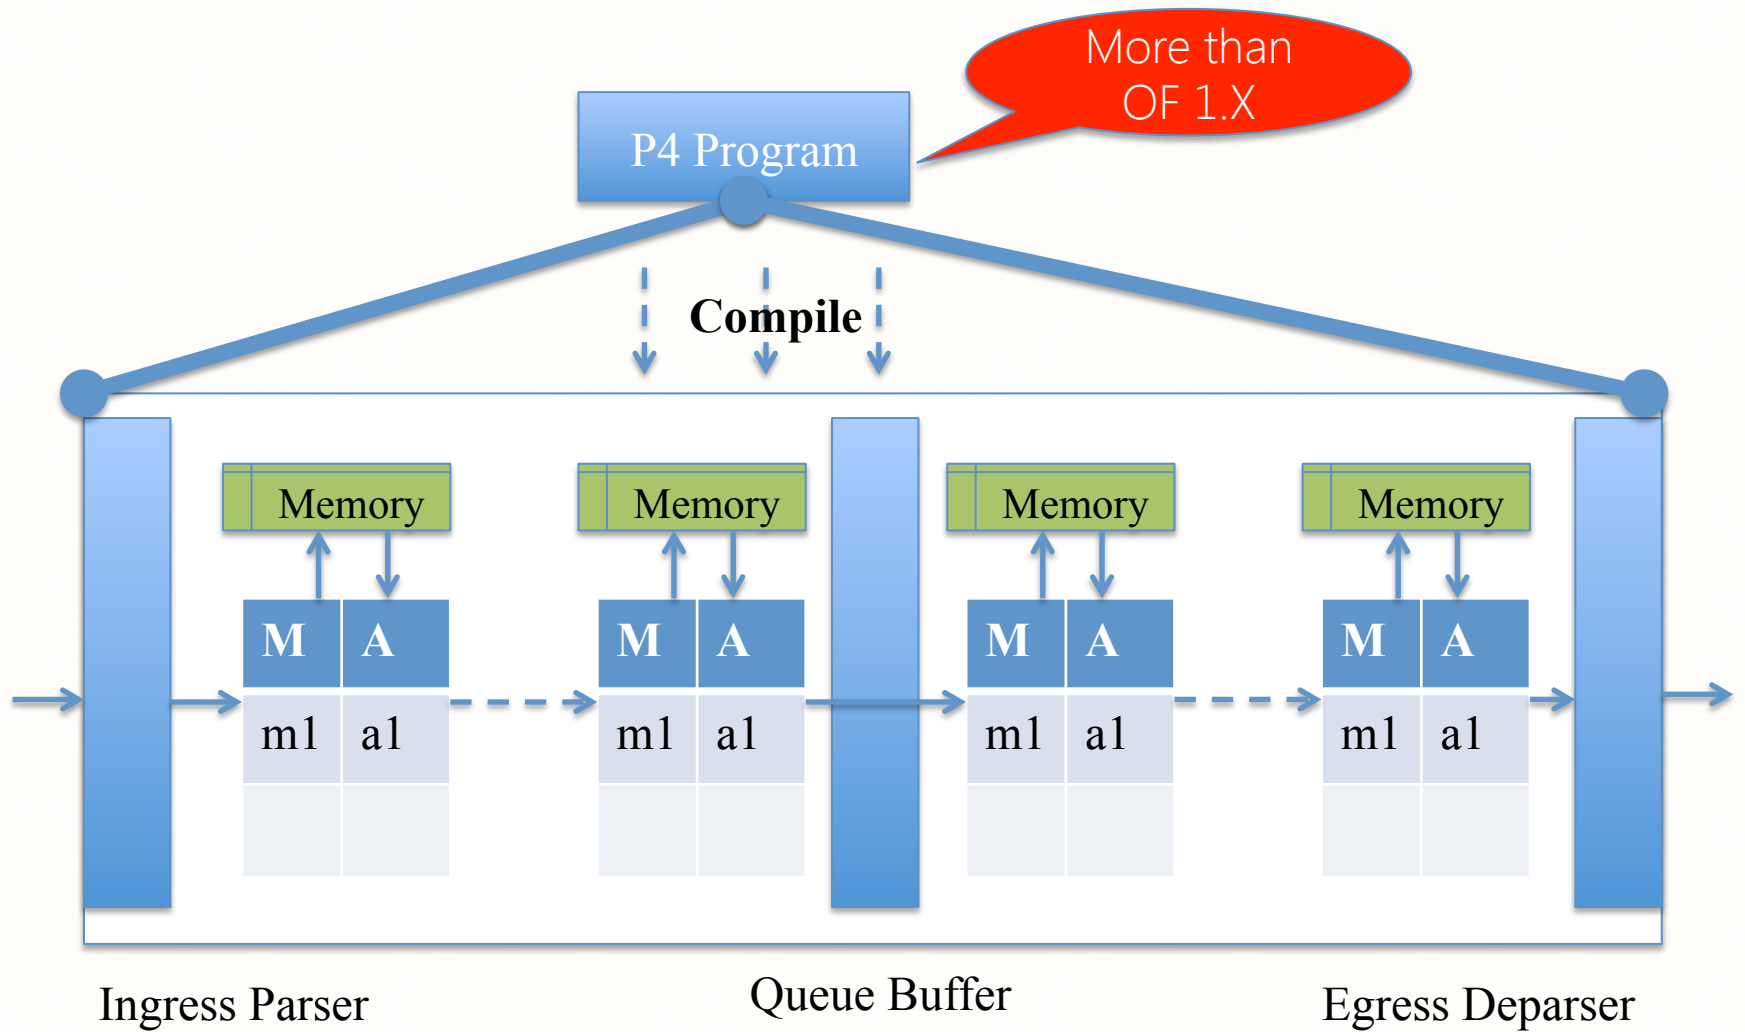 More than
OF 1.X
P4 Program
Compile
Memory Memory Memory Memory
M A M A M A M A
m1 a1 m1 a1 m1 a1 m1 a1
Ingress Parser Queue Buffer Egress Deparser